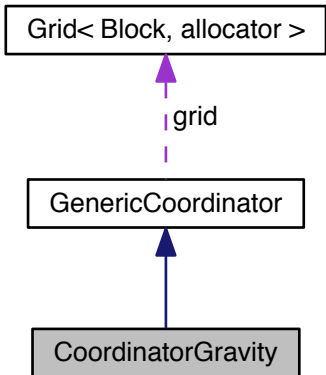 Grid< Block, allocator >
grid
GenericCoordinator
CoordinatorGravity